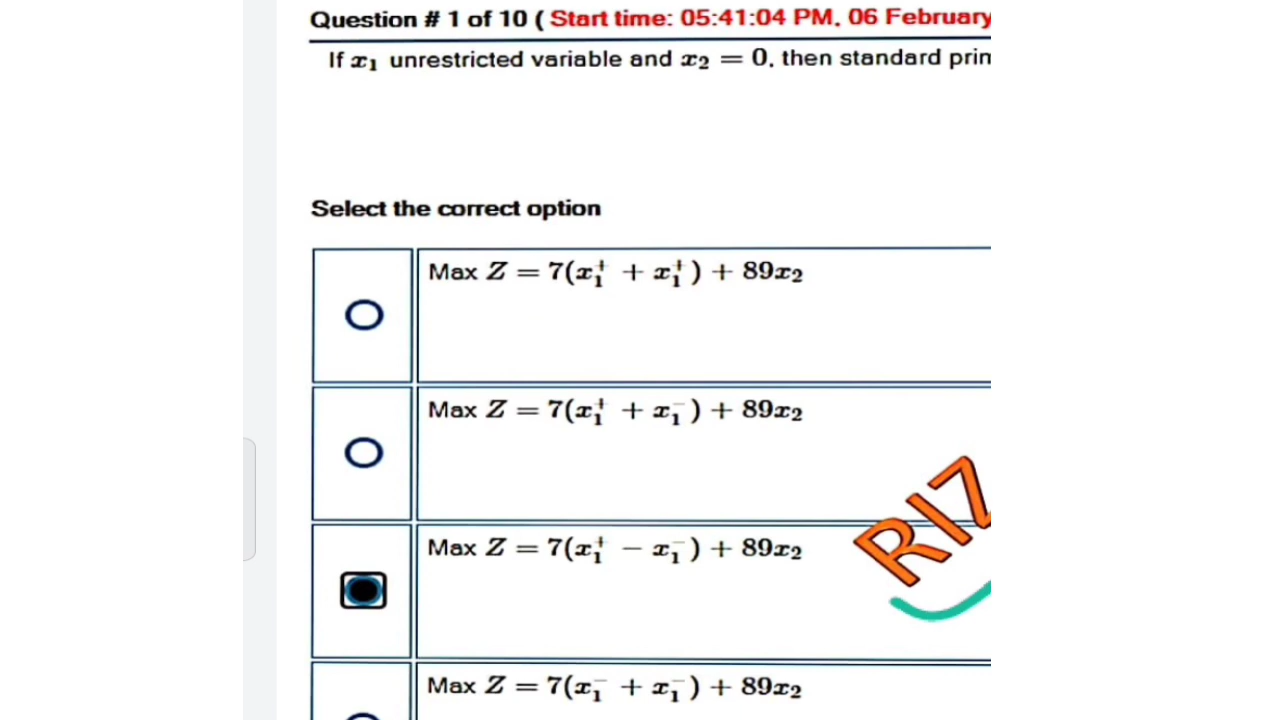 Question # 1 of 10 ( Start time: 05:41:04 PM, 06 February
If x₁ unrestricted variable and x₂ = 0, then standard prin
Select the correct option
Max Z = 7(x₁⁺ + x₁⁺) + 89x₂
Max Z = 7(x₁⁺ + x₁⁻) + 89x₂
RIZ
Max Z = 7(x₁⁺ − x₁⁻) + 89x₂
Max Z = 7(x₁⁻ + x₁⁻) + 89x₂